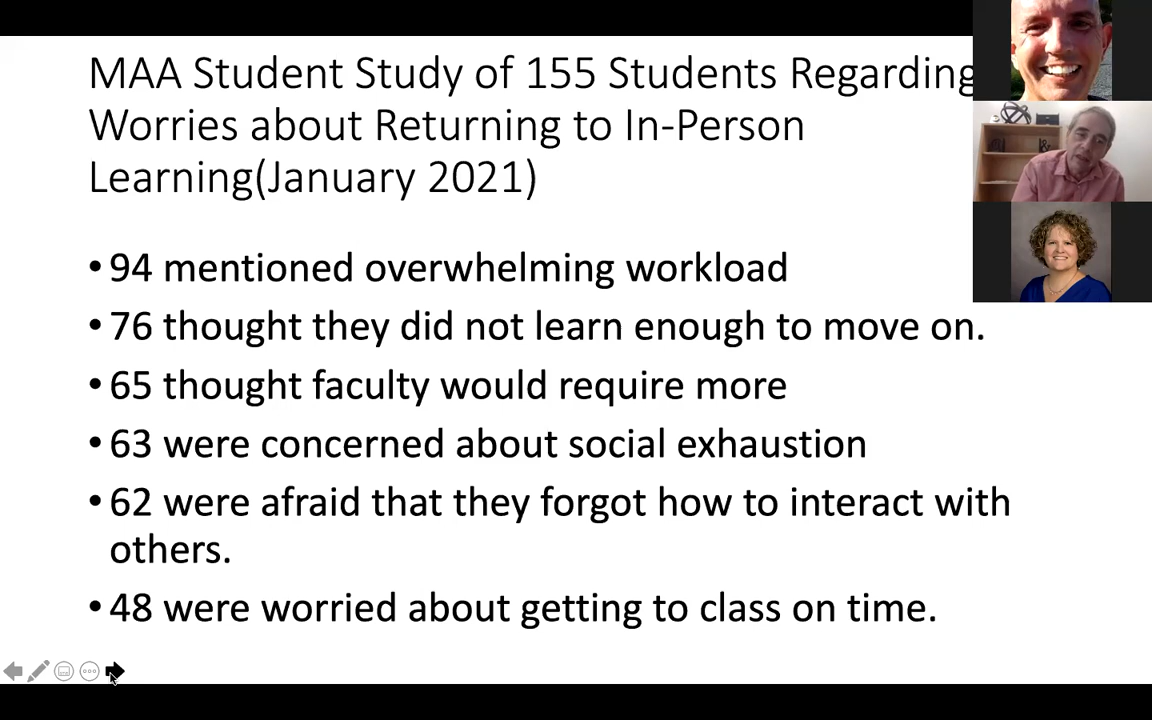 MAA Student Study of 155 Students Regarding
Worries about Returning to In-Person
Learning(January 2021)
• 94 mentioned overwhelming workload
• 76 thought they did not learn enough to move on.
• 65 thought faculty would require more
• 63 were concerned about social exhaustion
• 62 were afraid that they forgot how to interact with
others.
• 48 were worried about getting to class on time.